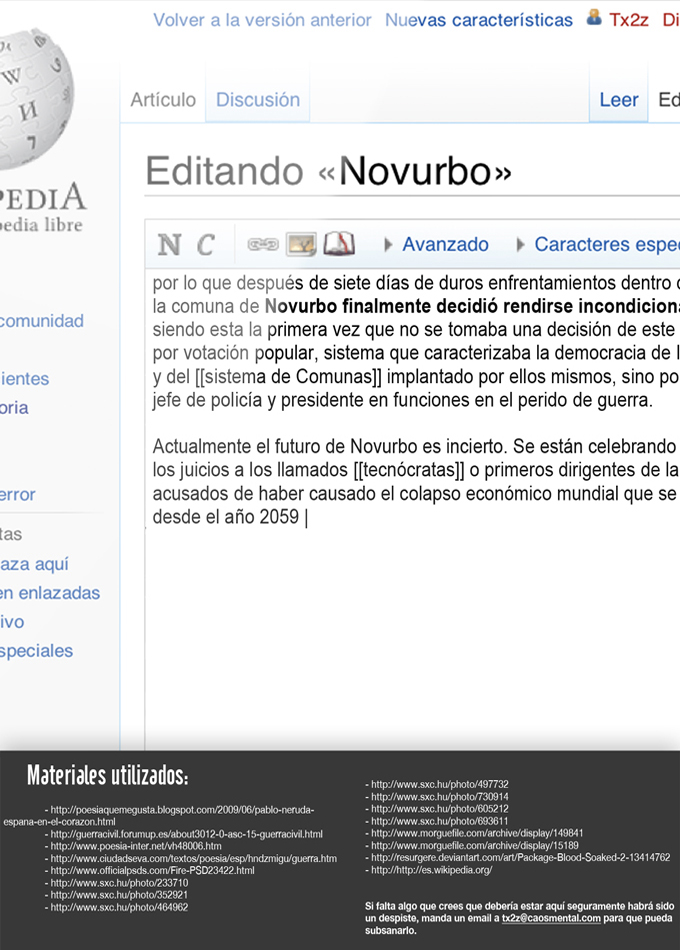 Volver a la versión anterior Nuevas características Tx2z Di
Artículo Discusión Leer Ed
W
И
PEDIA
pedia libre
Editando «Novurbo»
N C Avanzado Caracteres espe
por lo que después de siete días de duros enfrentamientos dentro
la comuna de Novurbo finalmente decidió rendirse incondicion
siendo esta la primera vez que no se tomaba una decisión de este
por votación popular, sistema que caracterizaba la democracia de l
y del [[sistema de Comunas]] implantado por ellos mismos, sino po
jefe de policía y presidente en funciones en el perido de guerra.
Actualmente el futuro de Novurbo es incierto. Se están celebrando
los juicios a los llamados [[tecnócratas]] o primeros dirigentes de la
acusados de haber causado el colapso económico mundial que se
desde el año 2059 |
comunidad
ientes
oria
error
tas
aza aquí
en enlazadas
ivo
speciales
Materiales utilizados:
- http://poesiaquemegusta.blogspot.com/2009/06/pablo-neruda-
espana-en-el-corazon.html
- http://guerracivil.forumup.es/about3012-0-asc-15-guerracivil.html
- http://www.poesia-inter.net/vh48006.htm
- http://www.ciudadseva.com/textos/poesia/esp/hndzmigu/guerra.htm
- http://www.officialpsds.com/Fire-PSD23422.html
- http://www.sxc.hu/photo/233710
- http://www.sxc.hu/photo/352921
- http://www.sxc.hu/photo/464962
- http://www.sxc.hu/photo/497732
- http://www.sxc.hu/photo/730914
- http://www.sxc.hu/photo/605212
- http://www.sxc.hu/photo/693611
- http://www.morguefile.com/archive/display/149841
- http://www.morguefile.com/archive/display/15189
- http://resurgere.deviantart.com/art/Package-Blood-Soaked-2-13414762
- http://http://es.wikipedia.org/
Si falta algo que crees que debería estar aquí seguramente habrá sido
un despiste, manda un email a tx2z@caosmental.com para que pueda
subsanarlo.